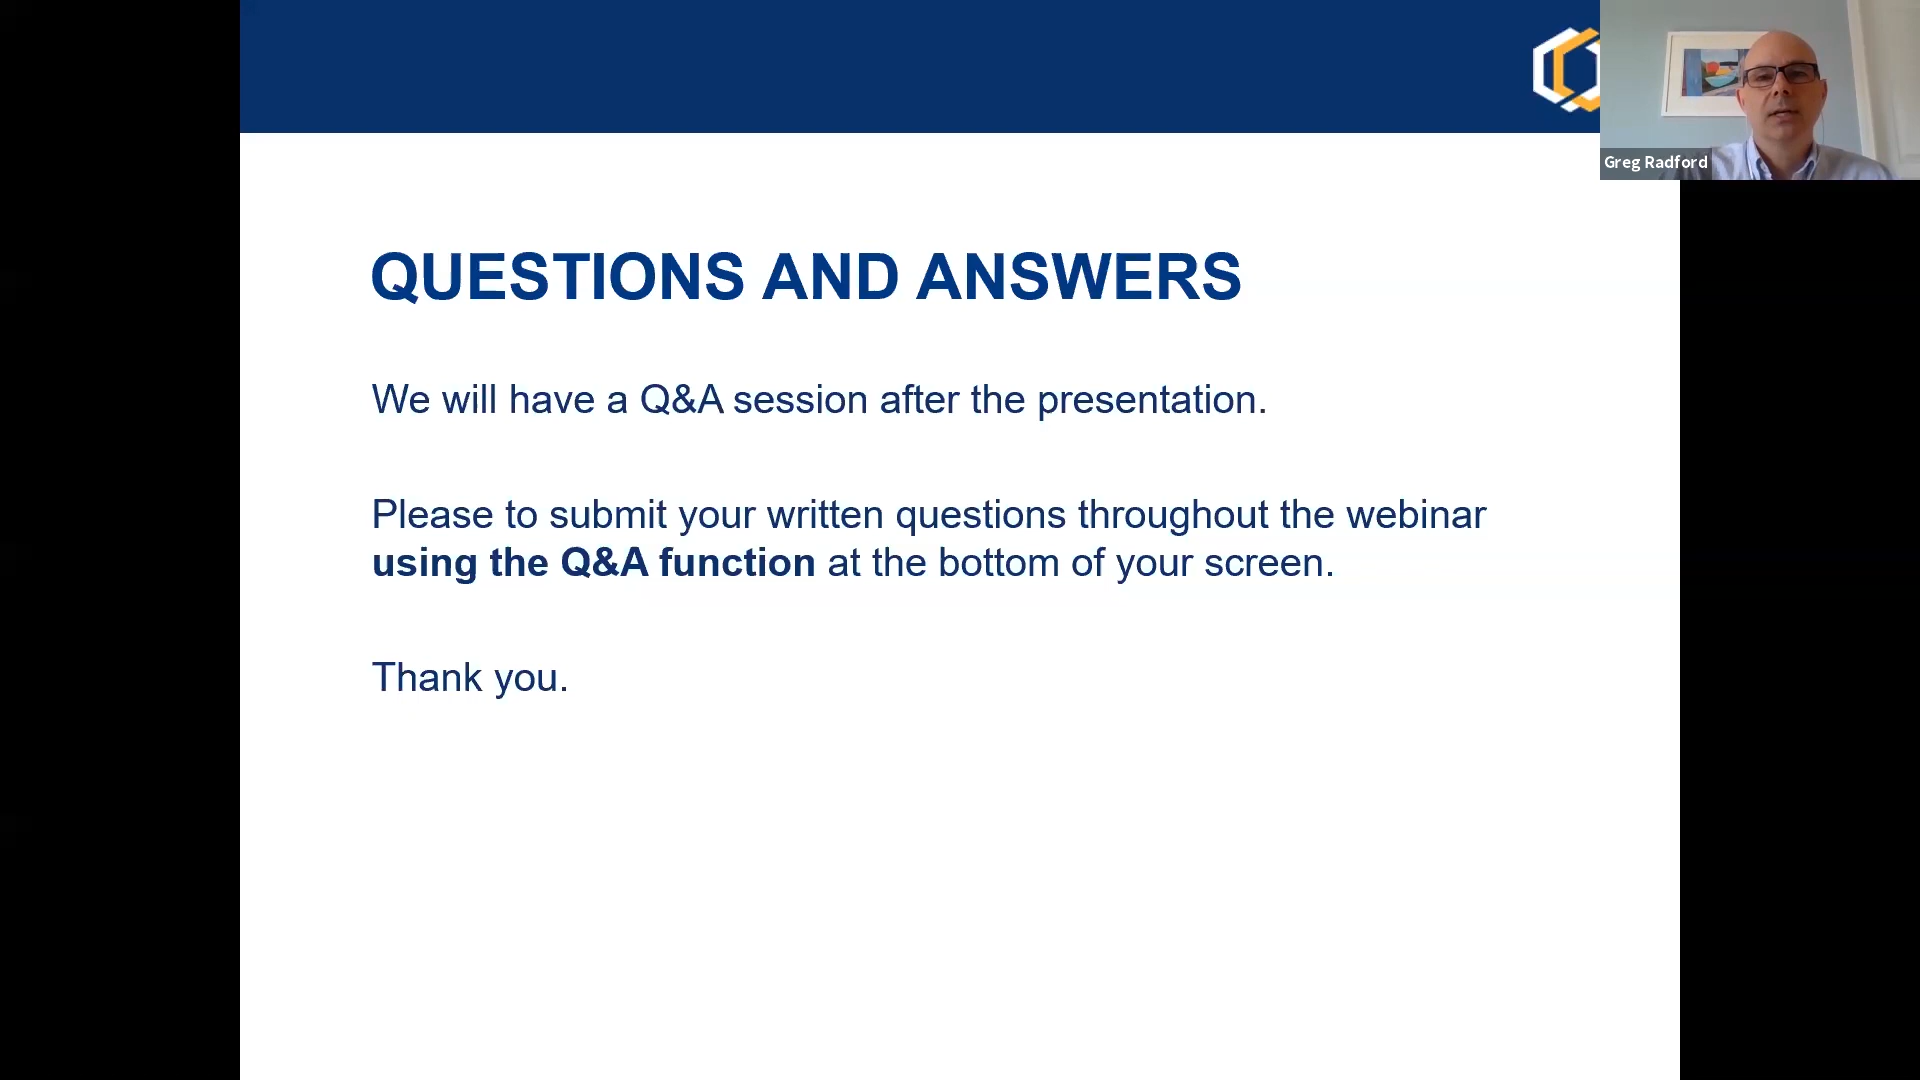 Greg Radford
QUESTIONS AND ANSWERS
We will have a Q&A session after the presentation.
Please to submit your written questions throughout the webinar
using the Q&A function at the bottom of your screen.
Thank you.